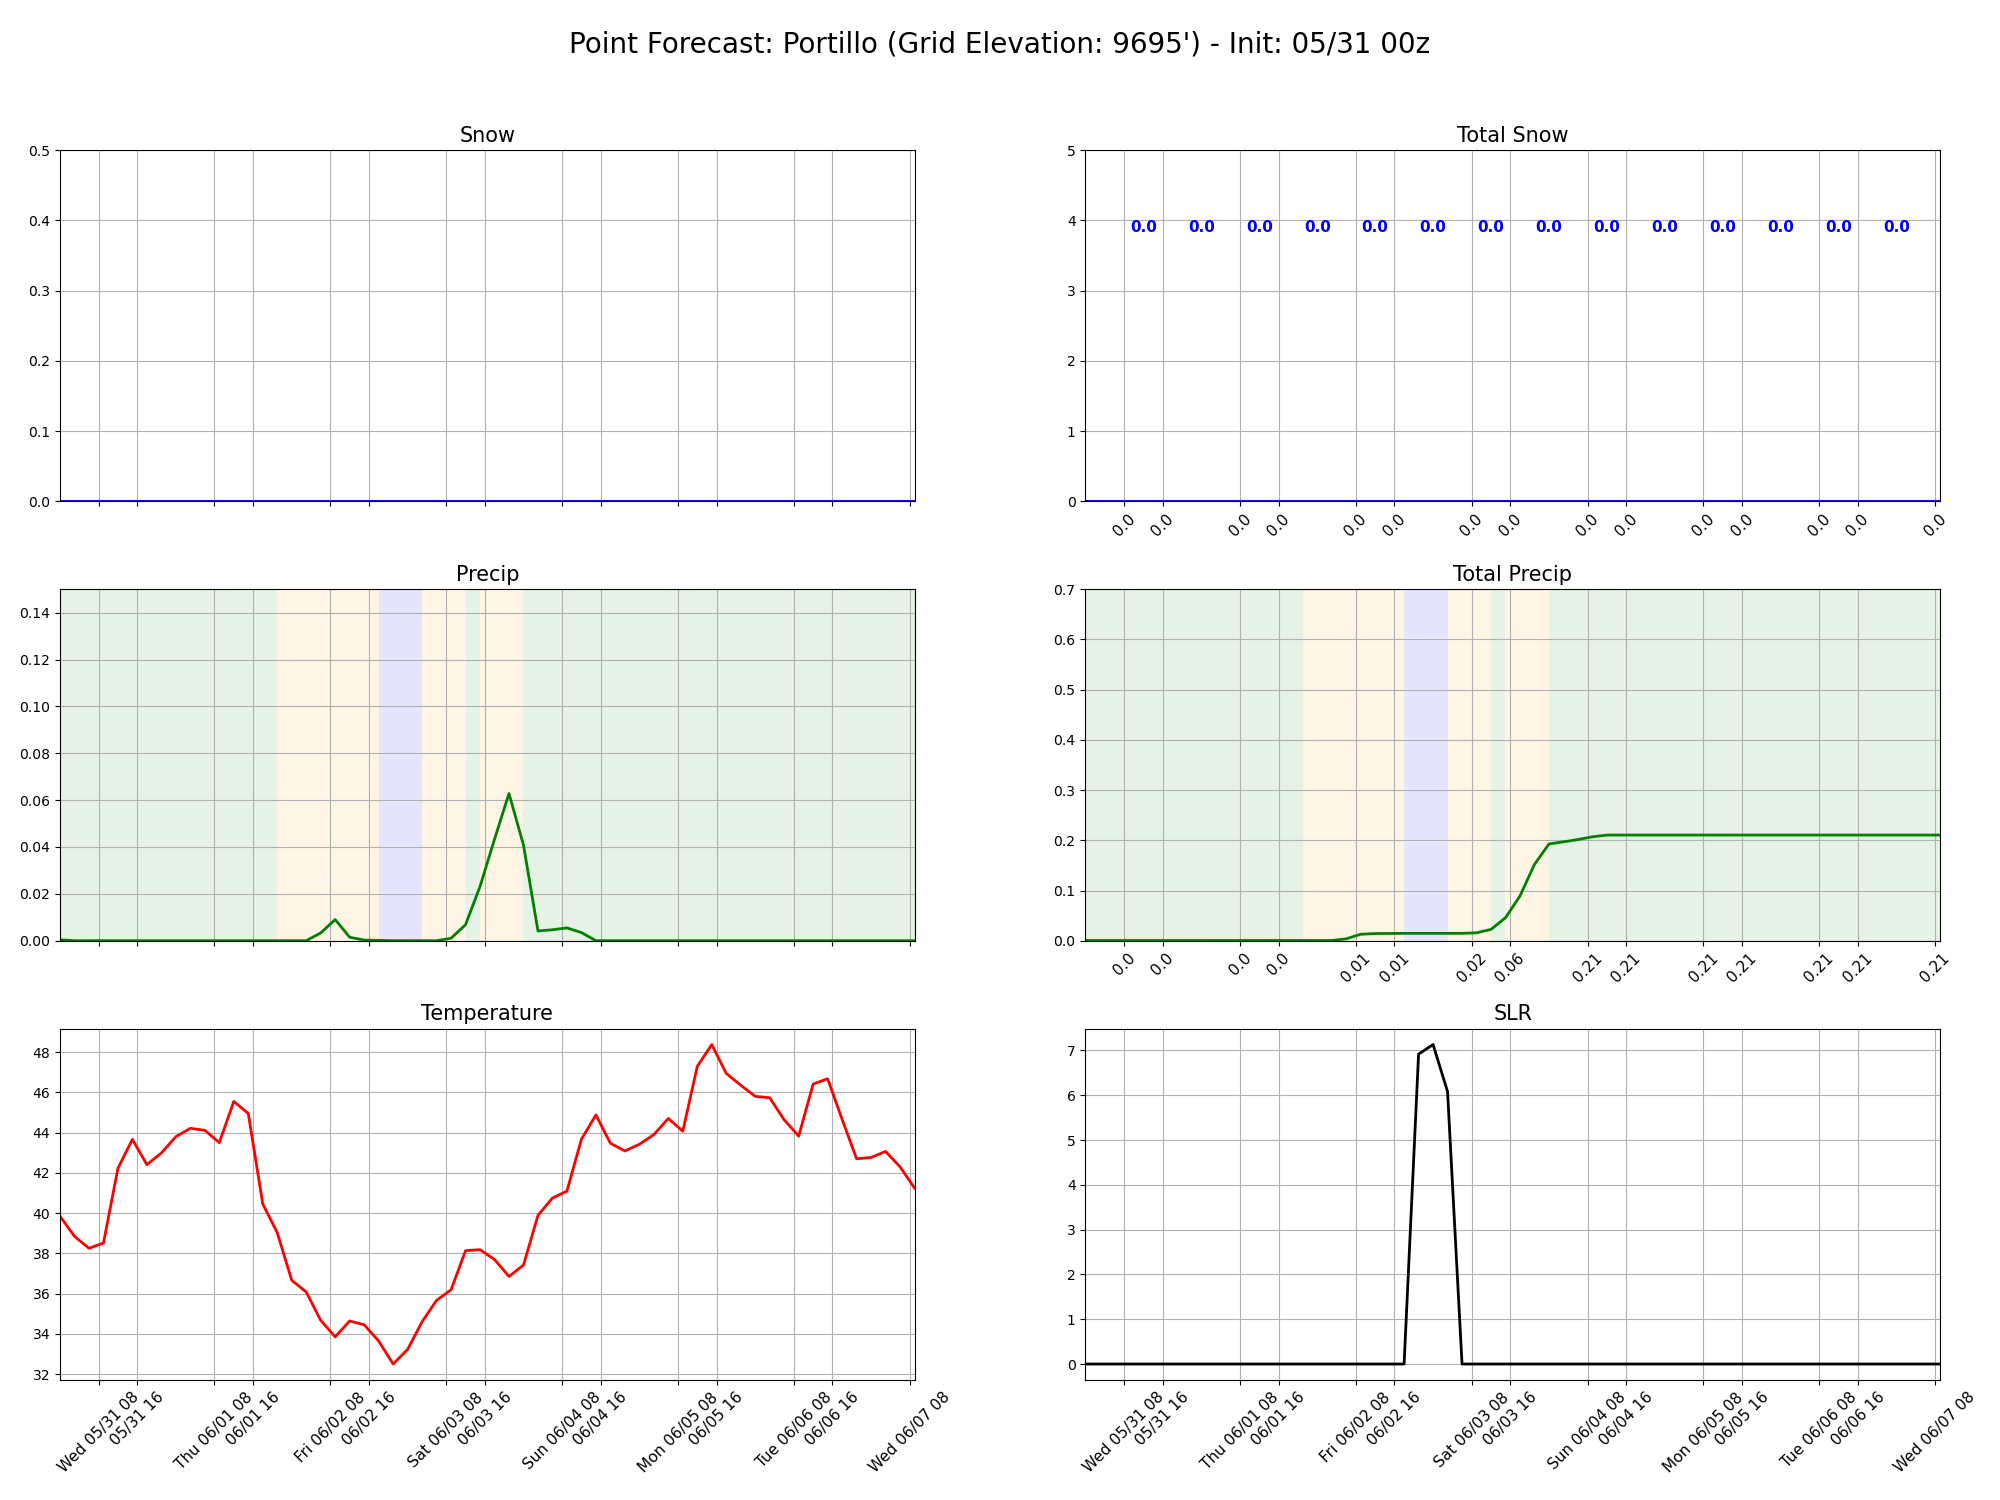 Point Forecast: Portillo (Grid Elevation: 9695') - Init: 05/31 00z
Snow
0.5
0.4
0.3
0.2
0.1
0.0
Total Snow
5
4
3
2
1
0
0.0 0.0 0.0 0.0 0.0 0.0 0.0 0.0 0.0 0.0 0.0 0.0 0.0 0.0
0.0 0.0 0.0 0.0 0.0 0.0 0.0 0.0 0.0 0.0 0.0 0.0 0.0 0.0 0.0
Precip
0.14
0.12
0.10
0.08
0.06
0.04
0.02
0.00
Total Precip
0.7
0.6
0.5
0.4
0.3
0.2
0.1
0.0
0.0 0.0 0.0 0.0 0.01 0.01 0.02 0.06 0.21 0.21 0.21 0.21 0.21 0.21 0.21
Temperature
48
46
44
42
40
38
36
34
32
Wed 05/31 08
05/31 16
Thu 06/01 08
06/01 16
Fri 06/02 08
06/02 16
Sat 06/03 08
06/03 16
Sun 06/04 08
06/04 16
Mon 06/05 08
06/05 16
Tue 06/06 08
06/06 16
Wed 06/07 08
SLR
7
6
5
4
3
2
1
0
Wed 05/31 08
05/31 16
Thu 06/01 08
06/01 16
Fri 06/02 08
06/02 16
Sat 06/03 08
06/03 16
Sun 06/04 08
06/04 16
Mon 06/05 08
06/05 16
Tue 06/06 08
06/06 16
Wed 06/07 08